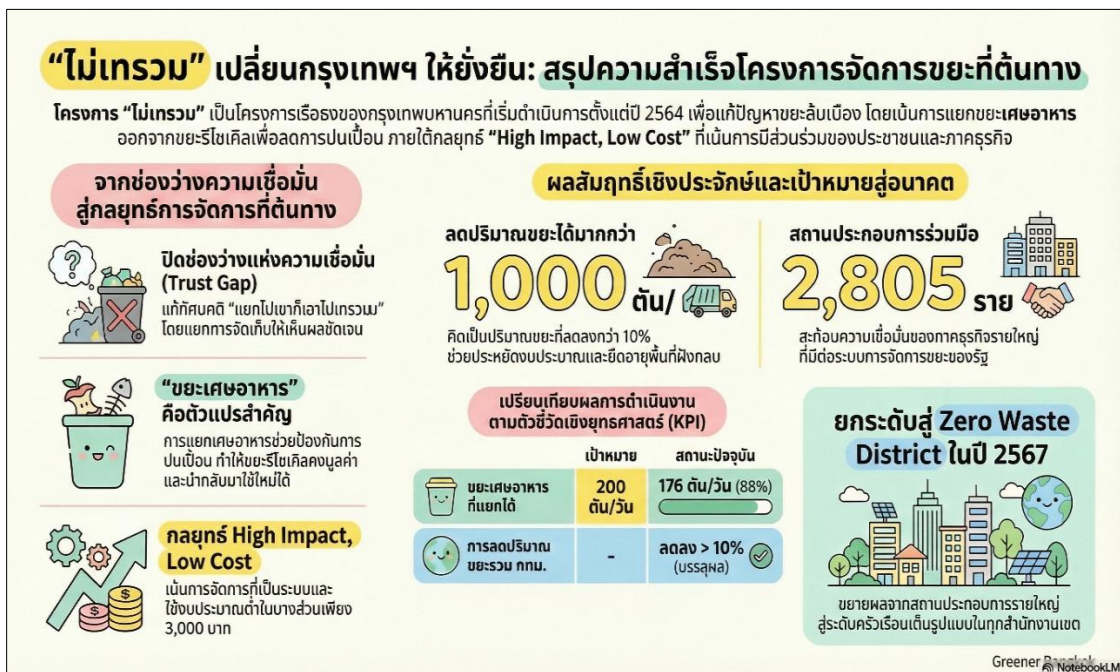 “ไม่เทรวม” เปลี่ยนกรุงเทพฯ ให้ยั่งยืน: สรุปความสำเร็จโครงการจัดการขยะที่ต้นทาง
โครงการ “ไม่เทรวม” เป็นโครงการเรือธงของกรุงเทพบหานครที่เริ่มดำเนินการตั้งแต่ปี 2564 เพื่อแก้ปัญหาขยะล้บเบือง โดยเน้นการแยกขยะเศษอาหาร
ออกจากขยะรีไซเคิลเพื่อลดการปนเปื้อน ภายใต้กลยุทธ์ “High Impact, Low Cost” ที่เน้นการมีส่วนร่วมของประชาชนและภาคธุรกิจ
จากช่องว่างความเชื่อมั่น
สู่กลยุทธ์การจัดการที่ต้นทาง
ปิดช่องว่างแห่งความเชื่อมั่น
(Trust Gap)
แก้ทัศนคติ “แยกไปเขาก็เอาไปเทรวม”
โดยแยกการจัดเก็บให้เห็นผลชัดเจน
“ขยะเศษอาหาร”
คือตัวแปรสำคัญ
การแยกเศษอาหารช่วยป้องกันการ
ปนเปื้อน ทำให้ขยะรีไซเคิลคงมูลค่า
และนำกลับมาใช้ใหม่ได้
กลยุทธ์ High Impact,
Low Cost
เน้นการจัดการที่เป็นระบบและ
ใช้งบประมาณต่ำในบางส่วนเพียง
3,000 บาท
ผลสัมฤทธิ์เชิงประจักษ์และเป้าหมายสู่อนาคต
ลดปริมาณขยะได้มากกว่า
1,000 ตัน/
คิดเป็นปริมาณขยะที่ลดลงกว่า 10%
ช่วยประหยัดงบประมาณและยืดอายุพื้นที่ฝังกลบ
สถานประกอบการร่วมมือ
2,805 ราย
สะท้อนความเชื่อมั่นของภาคธุรกิจรายใหญ่
ที่มีต่อระบบการจัดการขยะของรัฐ
เปรียบเทียบผลการดำเนินงาน
ตามตัวชี้วัดเชิงยุทธศาสตร์ (KPI)
เป้าหมาย สถานะปัจจุบัน
ขยะเศษอาหาร
ที่แยกได้
200
ตัน/วัน
176 ตัน/วัน (88%)
การลดปริมาณ
ขยะรวม กทม.
-
ลดลง > 10%
(บรรลุผล)
ยกระดับสู่ Zero Waste
District ในปี 2567
ขยายผลจากสถานประกอบการรายใหญ่
สู่ระดับครัวเรือนเต็มรูปแบบในทุกสำนักงานเขต
Greener Bangkok
NotebookLM